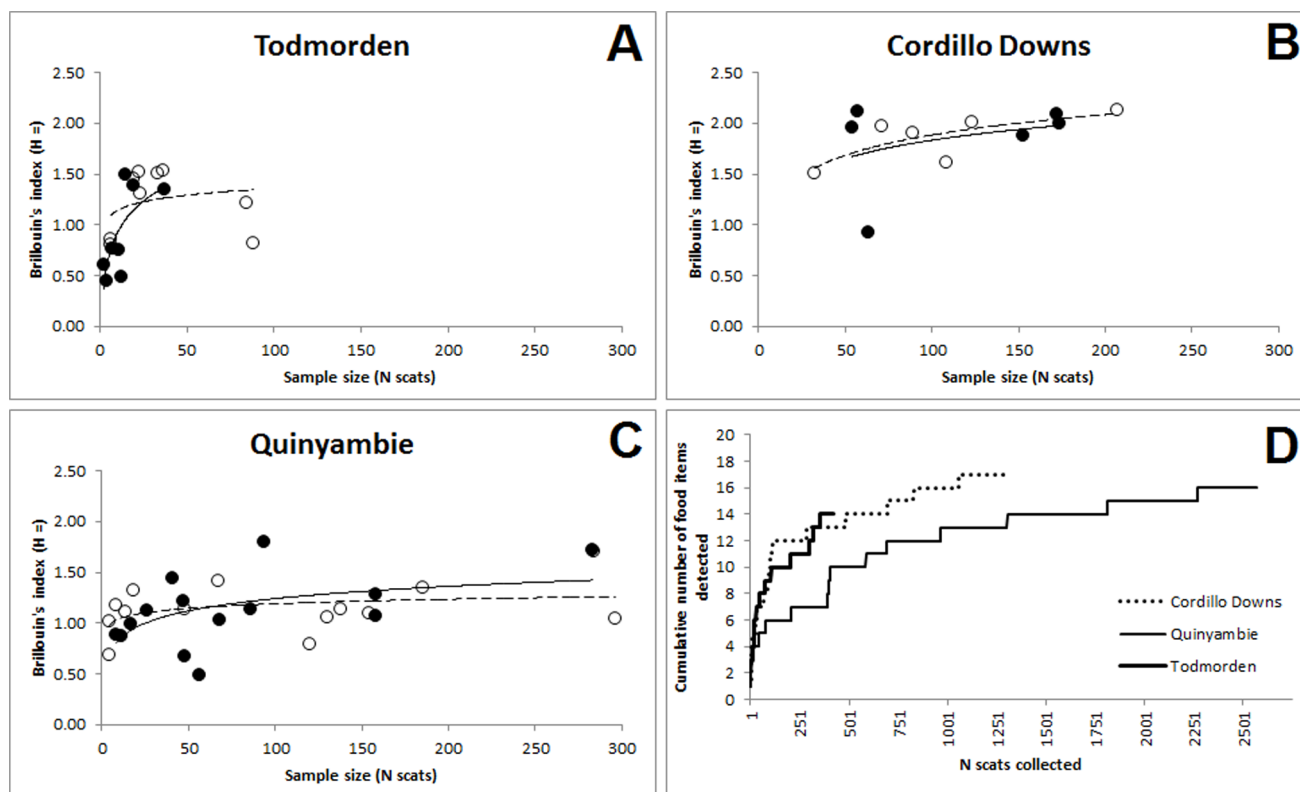 Todmorden
A
Brillouin's index (H =)
2.50
2.00
1.50
1.00
0.50
0.00
0 50 100 150 200 250 300
Sample size (N scats)
Cordillo Downs
B
Brillouin's index (H =)
2.50
2.00
1.50
1.00
0.50
0.00
0 50 100 150 200 250 300
Sample size (N scats)
Quinyambie
C
Brillouin's index (H =)
2.50
2.00
1.50
1.00
0.50
0.00
0 50 100 150 200 250 300
Sample size (N scats)
D
Cumulative number of food items
detected
20
18
16
14
12
10
8
6
4
2
0
Cordillo Downs
Quinyambie
Todmorden
1 251 501 751 1001 1251 1501 1751 2001 2251 2501
N scats collected